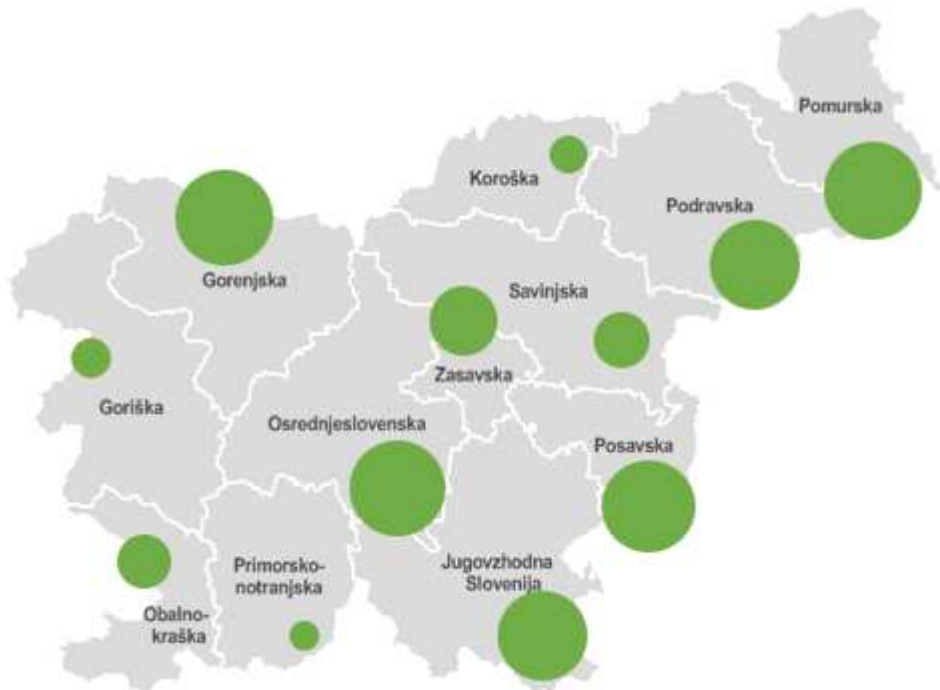 Pomurska
Koroška
Podravska
Gorenjska
Savinjska
Zasavska
Goriška
Osrednjeslovenska
Posavska
Primorsko-
notranjska
Jugovzhodna
Slovenija
Obalno-
kraška